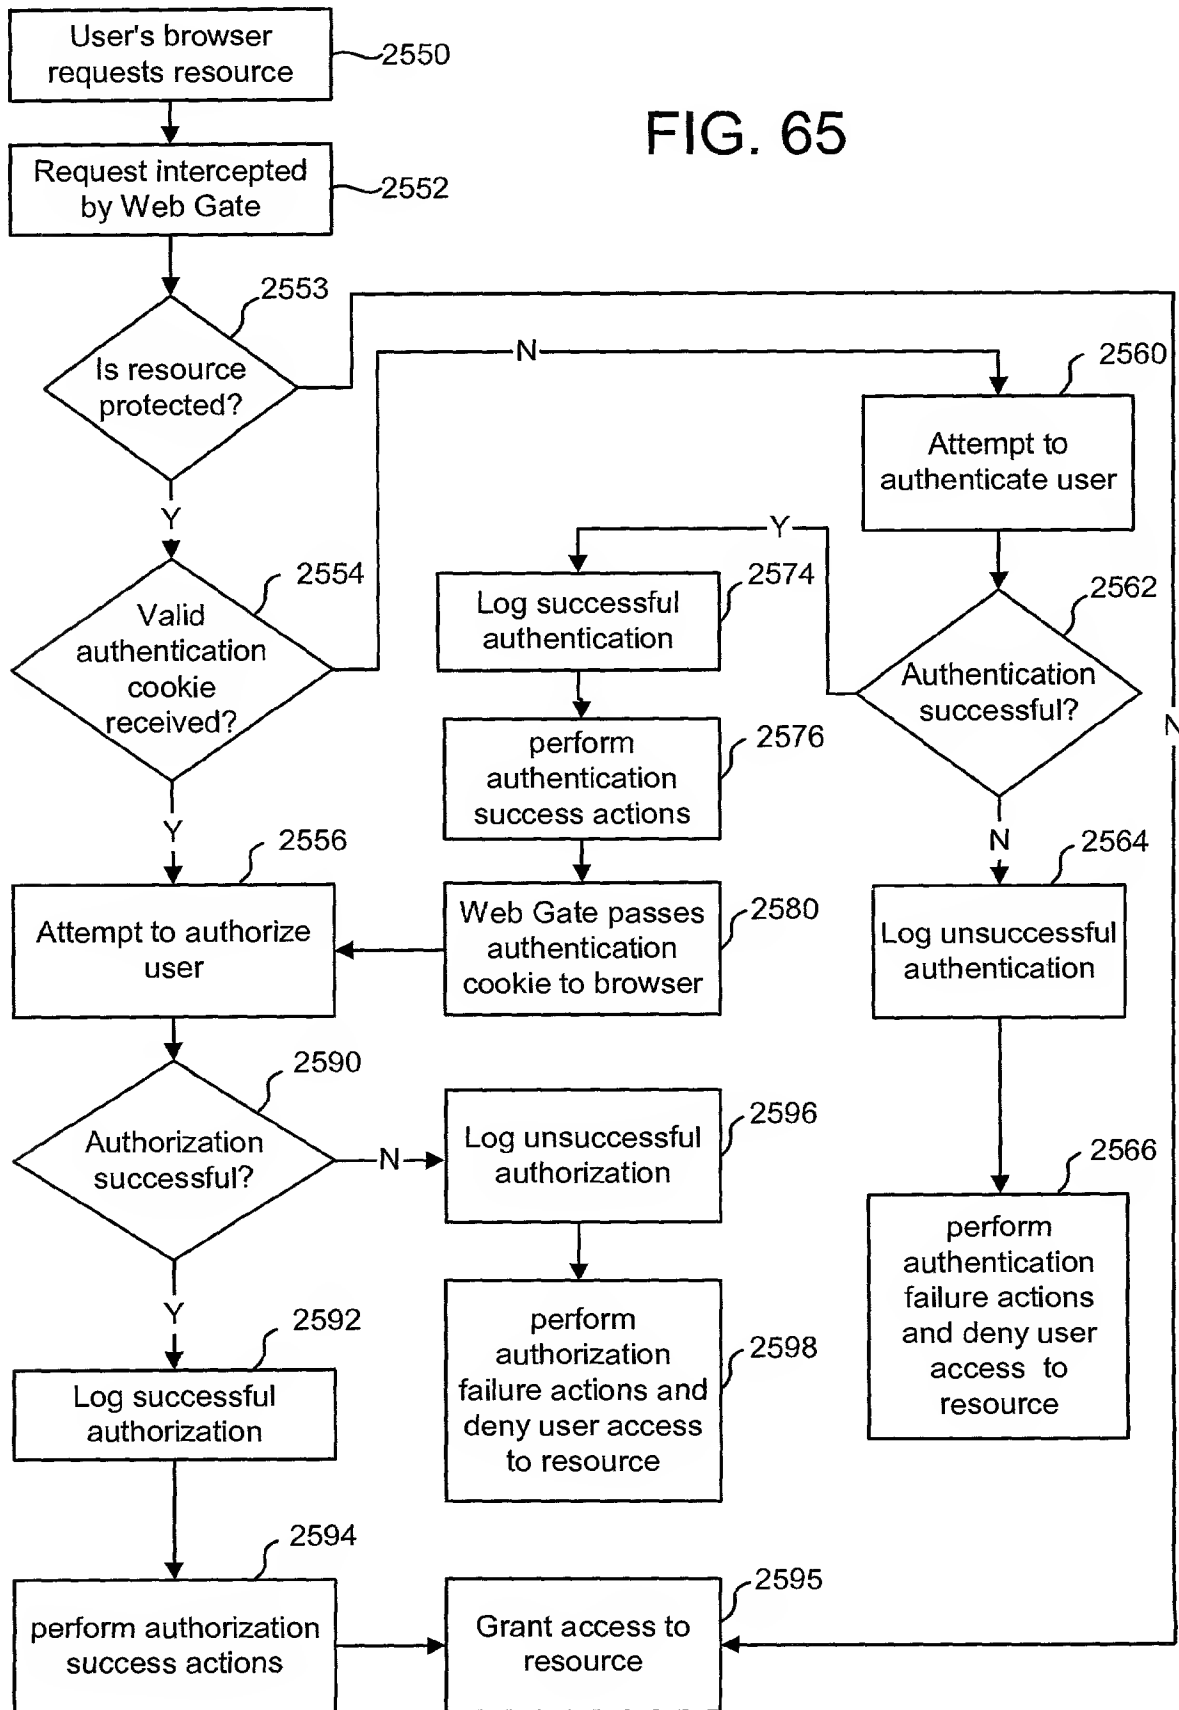 User's browser
requests resource
2550
FIG. 65
Request intercepted
by Web Gate
2552
2553
Is resource
protected?
N
2560
Attempt to
authenticate user
Y
Y
2554
Valid
authentication
cookie
received?
2574
Log successful
authentication
2562
Authentication
successful?
N
2576
perform
authentication
success actions
Y
N
2556
Attempt to authorize
user
2580
Web Gate passes
authentication
cookie to browser
2564
Log unsuccessful
authentication
2590
Authorization
successful?
N
2596
Log unsuccessful
authorization
2566
perform
authentication
failure actions
and deny user
access to
resource
Y
2592
Log successful
authorization
2598
perform
authorization
failure actions and
deny user access
to resource
2594
perform authorization
success actions
2595
Grant access to
resource